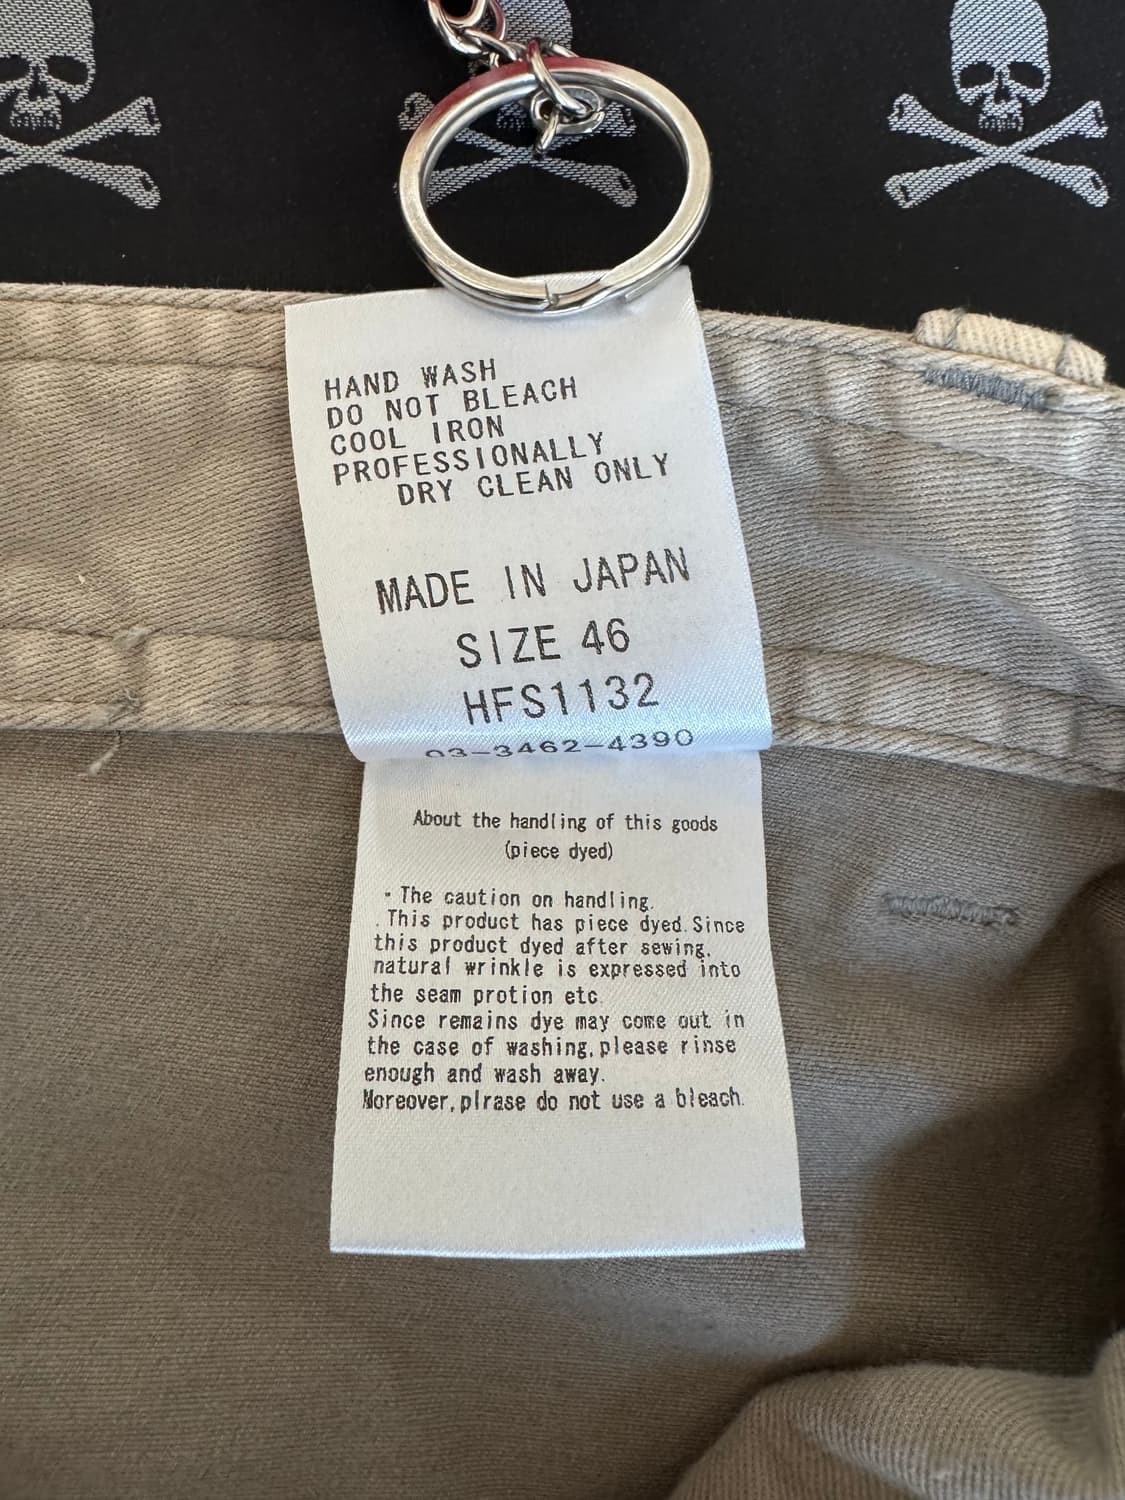 HAND WASH
DO NOT BLEACH
COOL IRON
PROFESSIONALLY
DRY CLEAN ONLY
MADE IN JAPAN
SIZE 46
HFS1132
03-3462-4390
About the handling of this goods
(piece dyed)
・The caution on handling.
.This product has piece dyed.Since
this product dyed after sewing,
natural wrinkle is expressed into
the seam protion etc.
Since remains dye may come out in
the case of washing,please rinse
enough and wash away.
Moreover,plrase do not use a bleach.